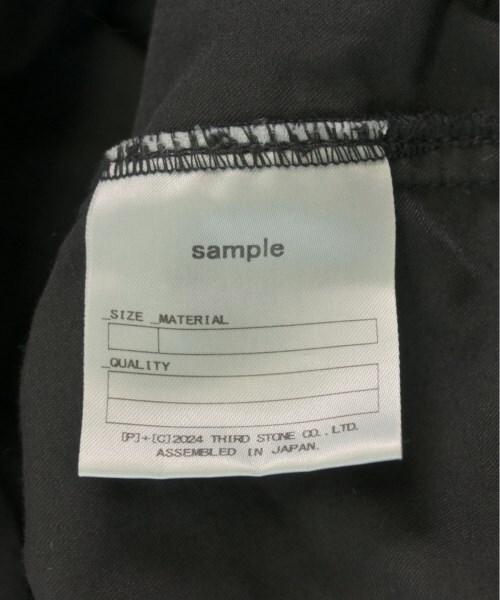 sample
_SIZE _MATERIAL
_QUALITY
[P]+[C]2024 THIRD STONE CO.,LTD.
ASSEMBLED IN JAPAN.